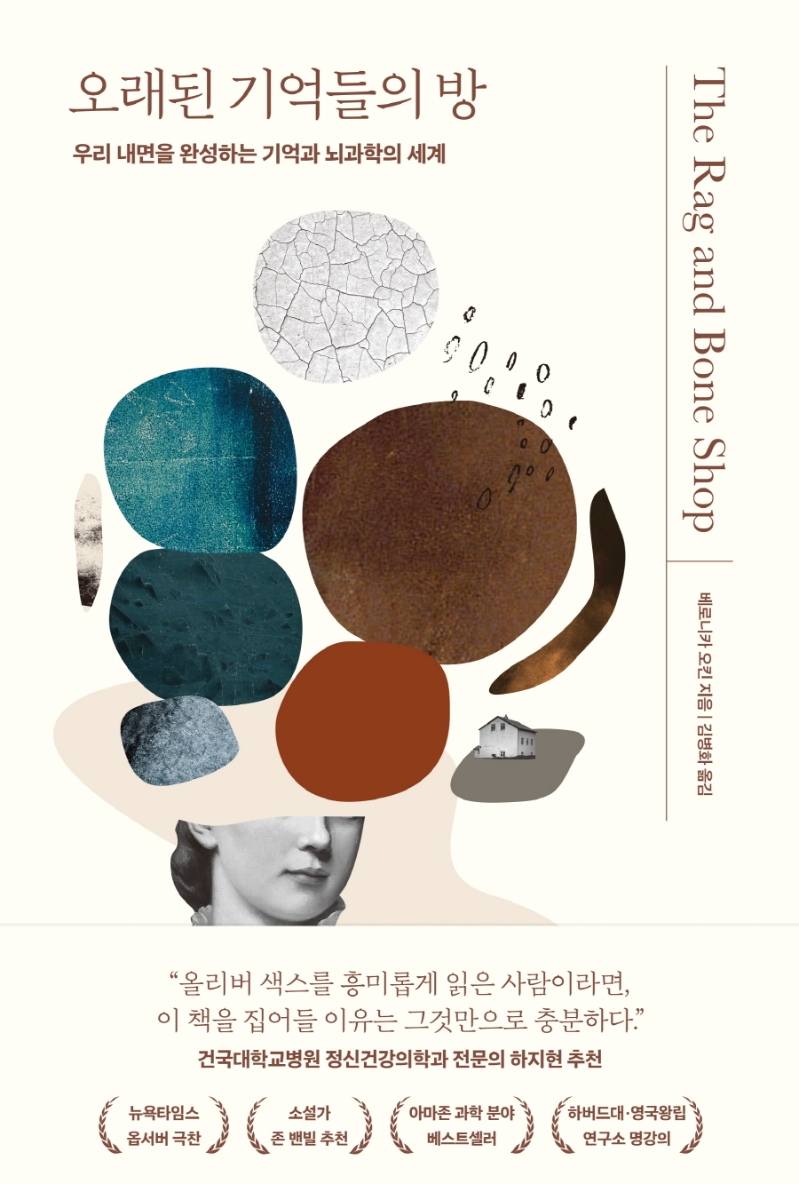 오래된 기억들의 방
우리 내면을 완성하는 기억과 뇌과학의 세계
The Rag and Bone Shop
베로니카 오킨 지음 | 김병화 옮김
“올리버 색스를 흥미롭게 읽은 사람이라면,
이 책을 집어들 이유는 그것만으로 충분하다.”
건국대학교병원 정신건강의학과 전문의 하지현 추천
뉴욕타임스
옵서버 극찬
소설가
존 밴빌 추천
아마존 과학 분야
베스트셀러
하버드대·영국왕립
연구소 명강의